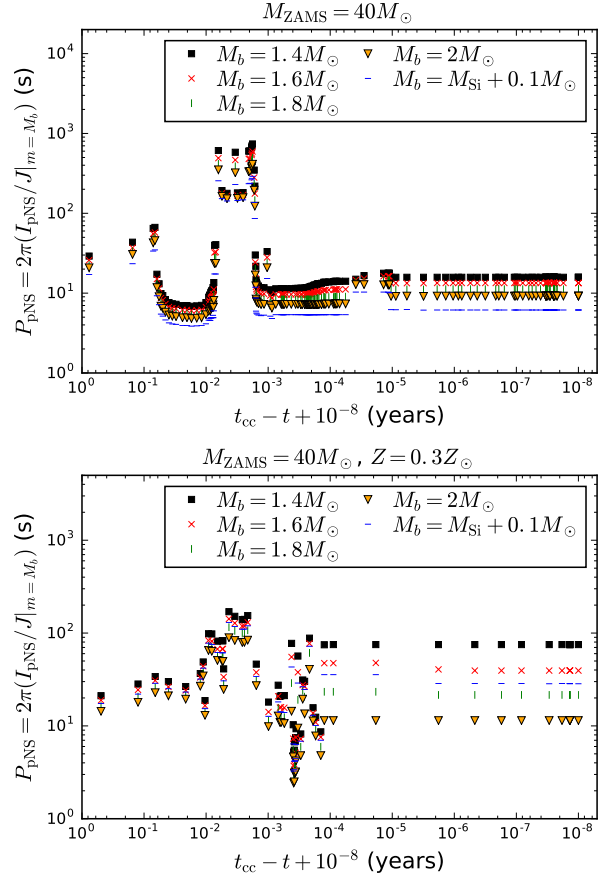 M_ZAMS = 40M_⊙
P_pNS = 2π(I_pNS/J|_{m=M_b}) (s)
10^4
10^3
10^2
10^1
10^0
M_b = 1.4M_⊙
M_b = 1.6M_⊙
M_b = 1.8M_⊙
M_b = 2M_⊙
M_b = M_Si + 0.1M_⊙
10^0 10^-1 10^-2 10^-3 10^-4 10^-5 10^-6 10^-7 10^-8
t_cc − t + 10^-8 (years)
M_ZAMS = 40M_⊙, Z = 0.3Z_⊙
P_pNS = 2π(I_pNS/J|_{m=M_b}) (s)
10^3
10^2
10^1
10^0
M_b = 1.4M_⊙
M_b = 1.6M_⊙
M_b = 1.8M_⊙
M_b = 2M_⊙
M_b = M_Si + 0.1M_⊙
10^0 10^-1 10^-2 10^-3 10^-4 10^-5 10^-6 10^-7 10^-8
t_cc − t + 10^-8 (years)